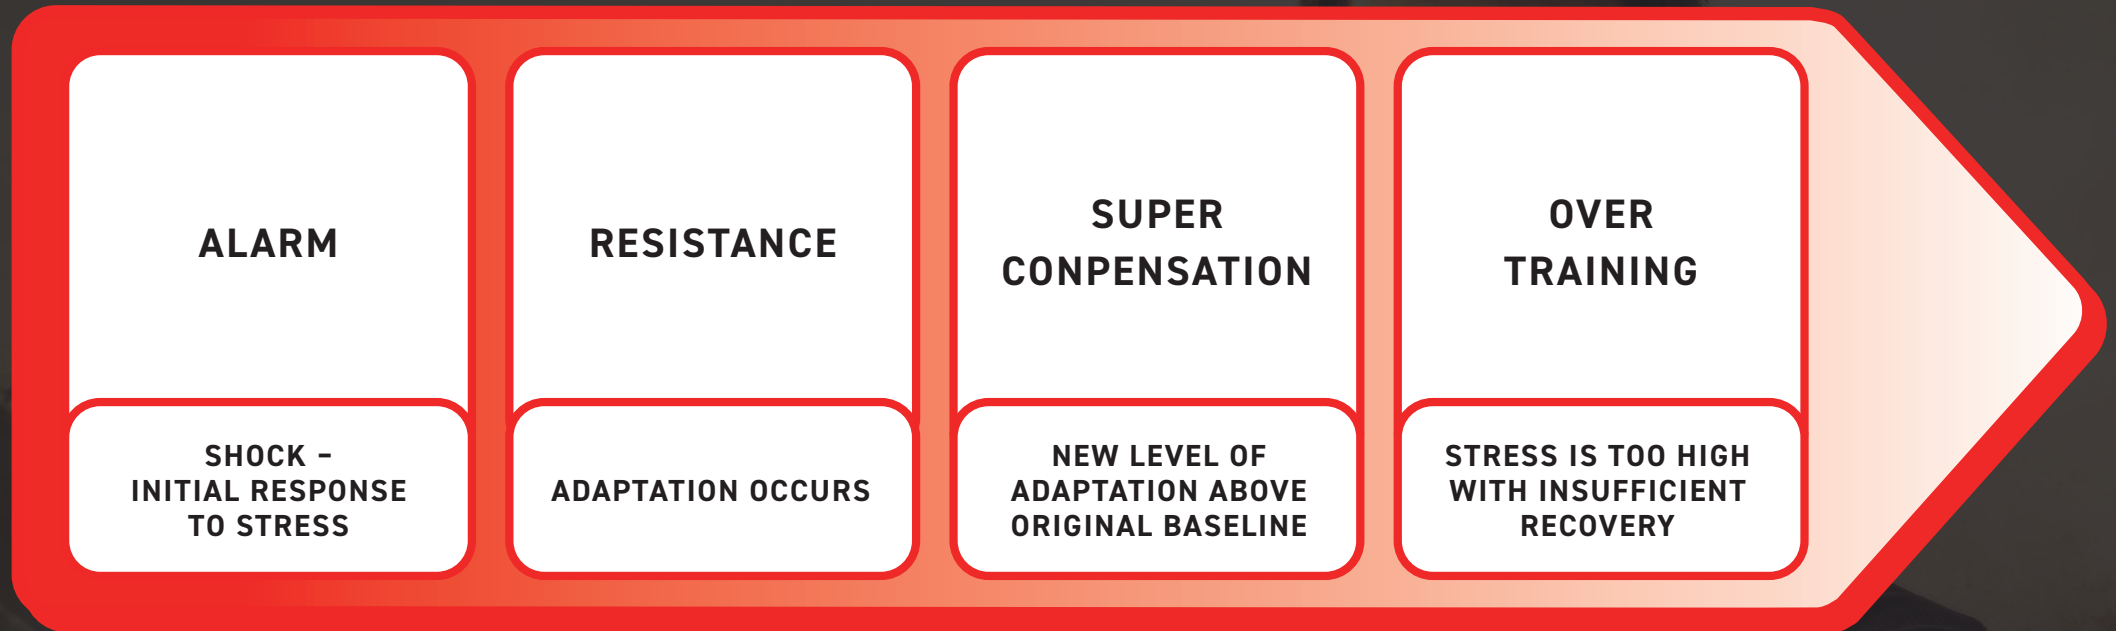 ALARM
SHOCK –
INITIAL RESPONSE
TO STRESS
RESISTANCE
ADAPTATION OCCURS
SUPER
CONPENSATION
NEW LEVEL OF
ADAPTATION ABOVE
ORIGINAL BASELINE
OVER
TRAINING
STRESS IS TOO HIGH
WITH INSUFFICIENT
RECOVERY